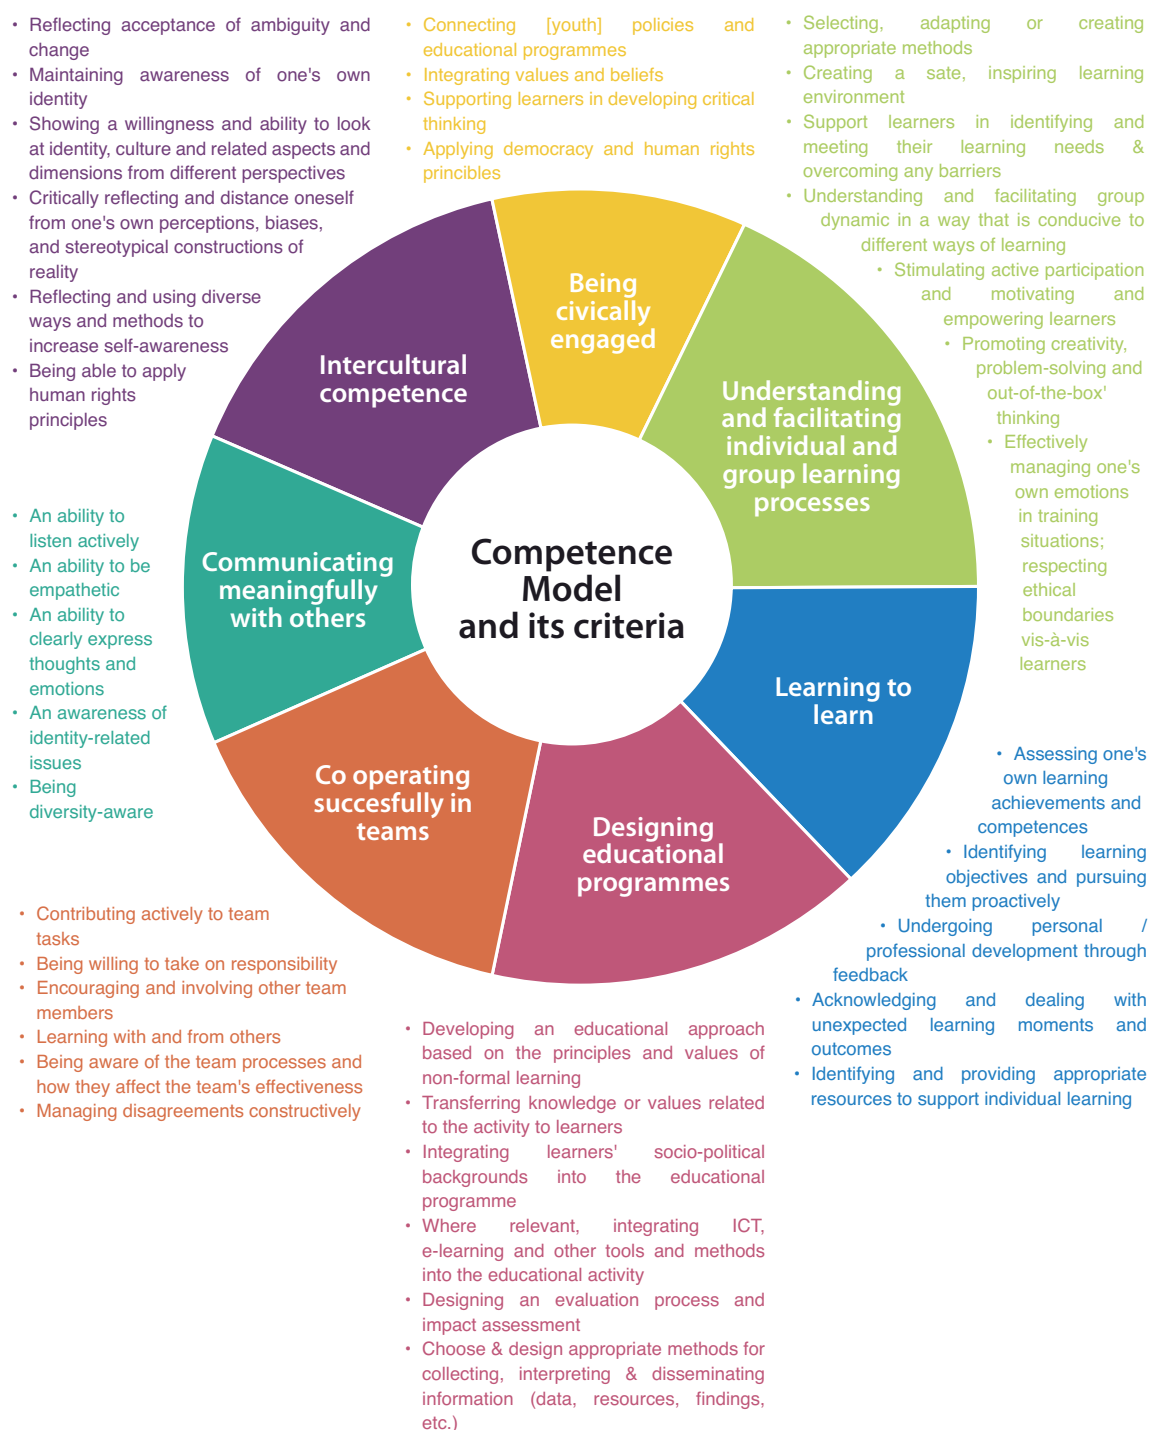 • Reflecting acceptance of ambiguity and
change
• Maintaining awareness of one's own
identity
• Showing a willingness and ability to look
at identity, culture and related aspects and
dimensions from different perspectives
• Critically reflecting and distance oneself
from one's own perceptions, biases,
and stereotypical constructions of
reality
• Reflecting and using diverse
ways and methods to
increase self-awareness
• Being able to apply
human rights
principles
• Connecting [youth] policies and
educational programmes
• Integrating values and beliefs
• Supporting learners in developing critical
thinking
• Applying democracy and human rights
princibles
• Selecting, adapting or creating
appropriate methods
• Creating a sate, inspiring learning
environment
• Support learners in identifying and
meeting their learning needs &
overcoming any barriers
• Understanding and facilitating group
dynamic in a way that is conducive to
different ways of learning
• Stimulating active participation
and motivating and
empowering learners
• Promoting creativity,
problem-solving and
out-of-the-box'
thinking
• Effectively
managing one's
own emotions
in training
situations;
respecting
ethical
boundaries
vis-à-vis
learners
Being
civically
engaged
Intercultural
competence
Understanding
and facilitating
individual and
group learning
processes
Communicating
meaningfully
with others
Competence
Model
and its criteria
Learning to
learn
Co operating
succesfully in
teams
Designing
educational
programmes
• An ability to
listen actively
• An ability to be
empathetic
• An ability to
clearly express
thoughts and
emotions
• An awareness of
identity-related
issues
• Being
diversity-aware
• Assessing one's
own learning
achievements and
competences
• Identifying learning
objectives and pursuing
them proactively
• Undergoing personal /
professional development through
feedback
• Acknowledging and dealing with
unexpected learning moments and
outcomes
• Identifying and providing appropriate
resources to support individual learning
• Contributing actively to team
tasks
• Being willing to take on responsibility
• Encouraging and involving other team
members
• Learning with and from others
• Being aware of the team processes and
how they affect the team's effectiveness
• Managing disagreements constructively
• Developing an educational approach
based on the principles and values of
non-formal learning
• Transferring knowledge or values related
to the activity to learners
• Integrating learners' socio-political
backgrounds into the educational
programme
• Where relevant, integrating ICT,
e-learning and other tools and methods
into the educational activity
• Designing an evaluation process and
impact assessment
• Choose & design appropriate methods for
collecting, interpreting & disseminating
information (data, resources, findings,
etc.)